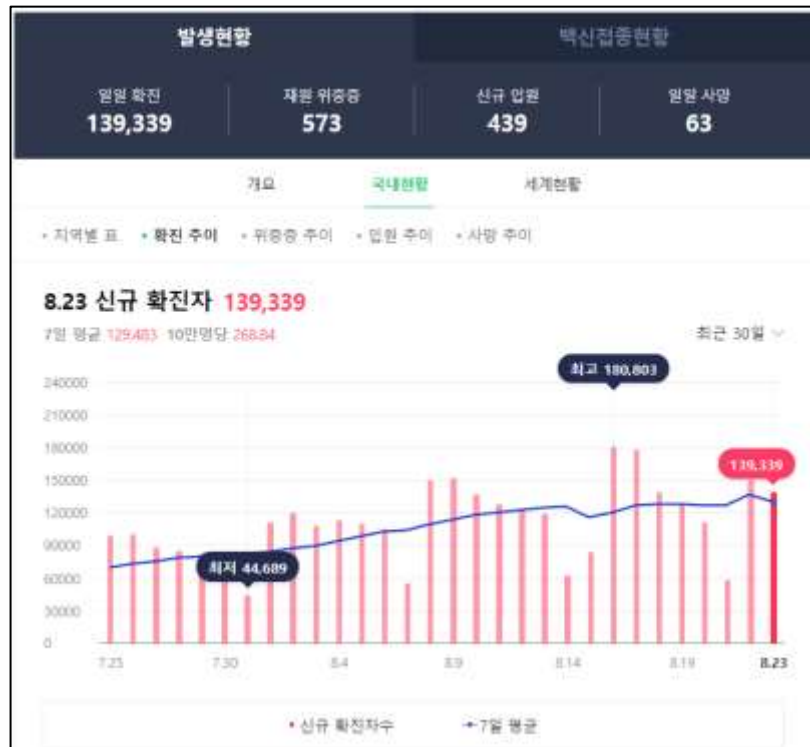 발생현황 백신접종현황
일일 확진 재원 위중증 신규 입원 일일 사망
139,339 573 439 63
개요 국내현황 세계현황
지역별 표 확진 추이 위중증 추이 입원 추이 사망 추이
8.23 신규 확진자 139,339
7일 평균 129,483 10만명당 268.84
최근 30일
최고 180,803
240000
210000
180000
150000
139,339
120000
90000
최저 44,689
60000
30000
0
7.25 7.30 8.4 8.9 8.14 8.19 8.23
신규 확진자수 7일 평균